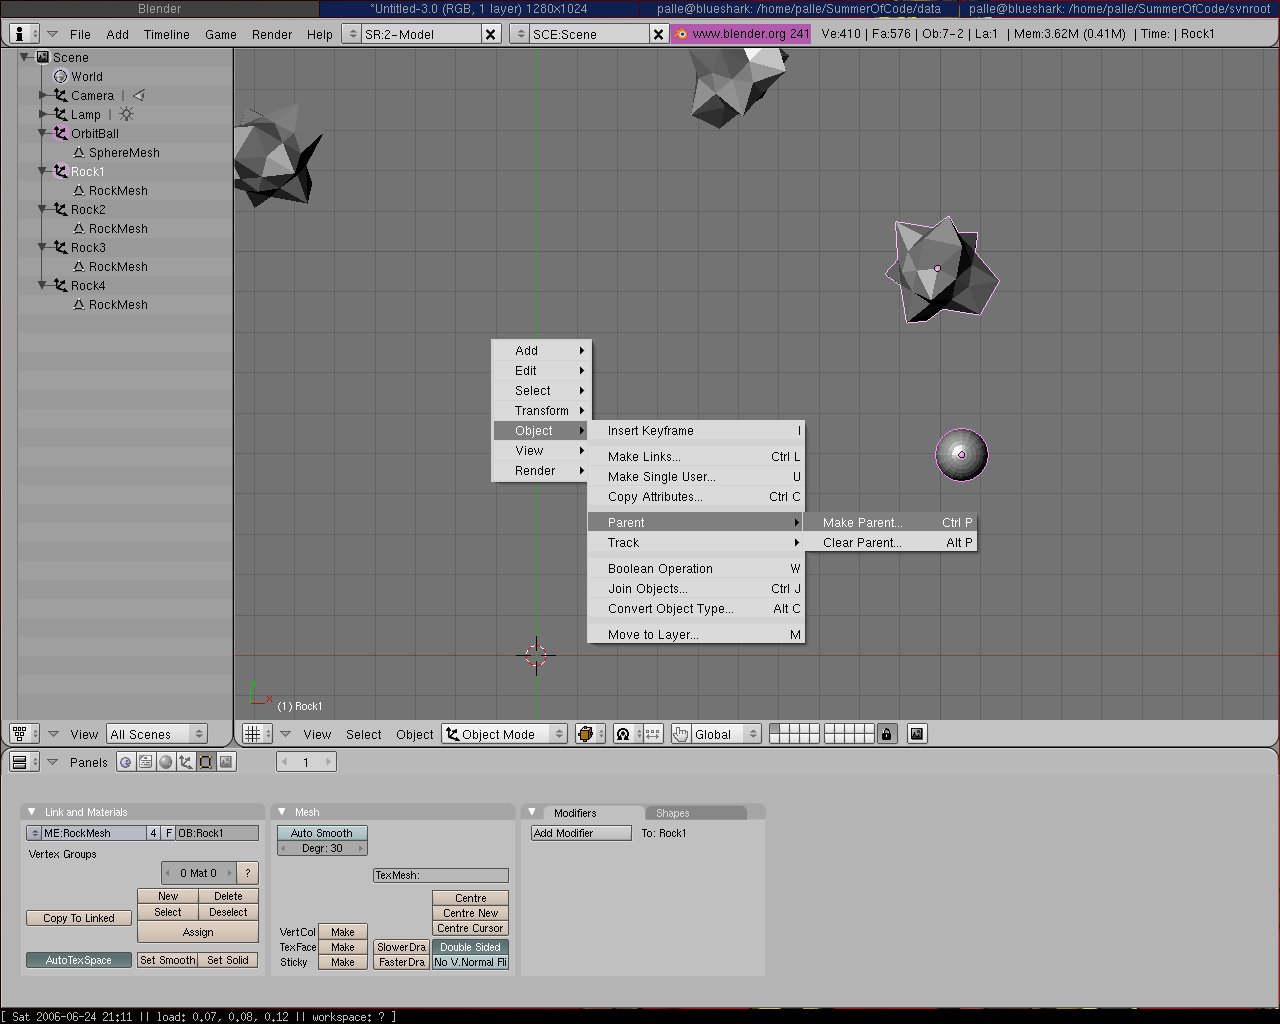 Blender *Untitled-3.0 (RGB, 1 layer) 1280x1024 palle@blueshark: /home/palle/SummerOfCode/data palle@blueshark: /home/palle/SummerOfCode/svnroot
File Add Timeline Game Render Help SR:2-Model SCE:Scene www.blender.org 241 Ve:410 | Fa:576 | Ob:7-2 | La:1 | Mem:3.62M (0.41M) | Time: | Rock1
Scene
World
Camera
Lamp
OrbitBall
SphereMesh
Rock1
RockMesh
Rock2
RockMesh
Rock3
RockMesh
Rock4
RockMesh
Add
Edit
Select
Transform
Object
View
Render
Insert Keyframe I
Make Links... Ctrl L
Make Single User... U
Copy Attributes... Ctrl C
Parent
Track
Boolean Operation W
Join Objects... Ctrl J
Convert Object Type... Alt C
Move to Layer... M
Make Parent... Ctrl P
Clear Parent... Alt P
x
(1) Rock1
View All Scenes
View Select Object Object Mode Global
Panels 1
Link and Materials
ME:RockMesh 4 F OB:Rock1
Vertex Groups
0 Mat 0 ?
New Delete
Copy To Linked Select Deselect
Assign
AutoTexSpace Set Smooth Set Solid
Mesh
Auto Smooth
Degr: 30
TexMesh:
Centre
Centre New
Centre Cursor
VertCol Make
TexFace Make SlowerDra Double Sided
Sticky Make FasterDra No V.Normal Fli
Modifiers Shapes
Add Modifier To: Rock1
[ Sat 2006-06-24 21:11 || load: 0.07, 0.08, 0.12 || workspace: ? ]